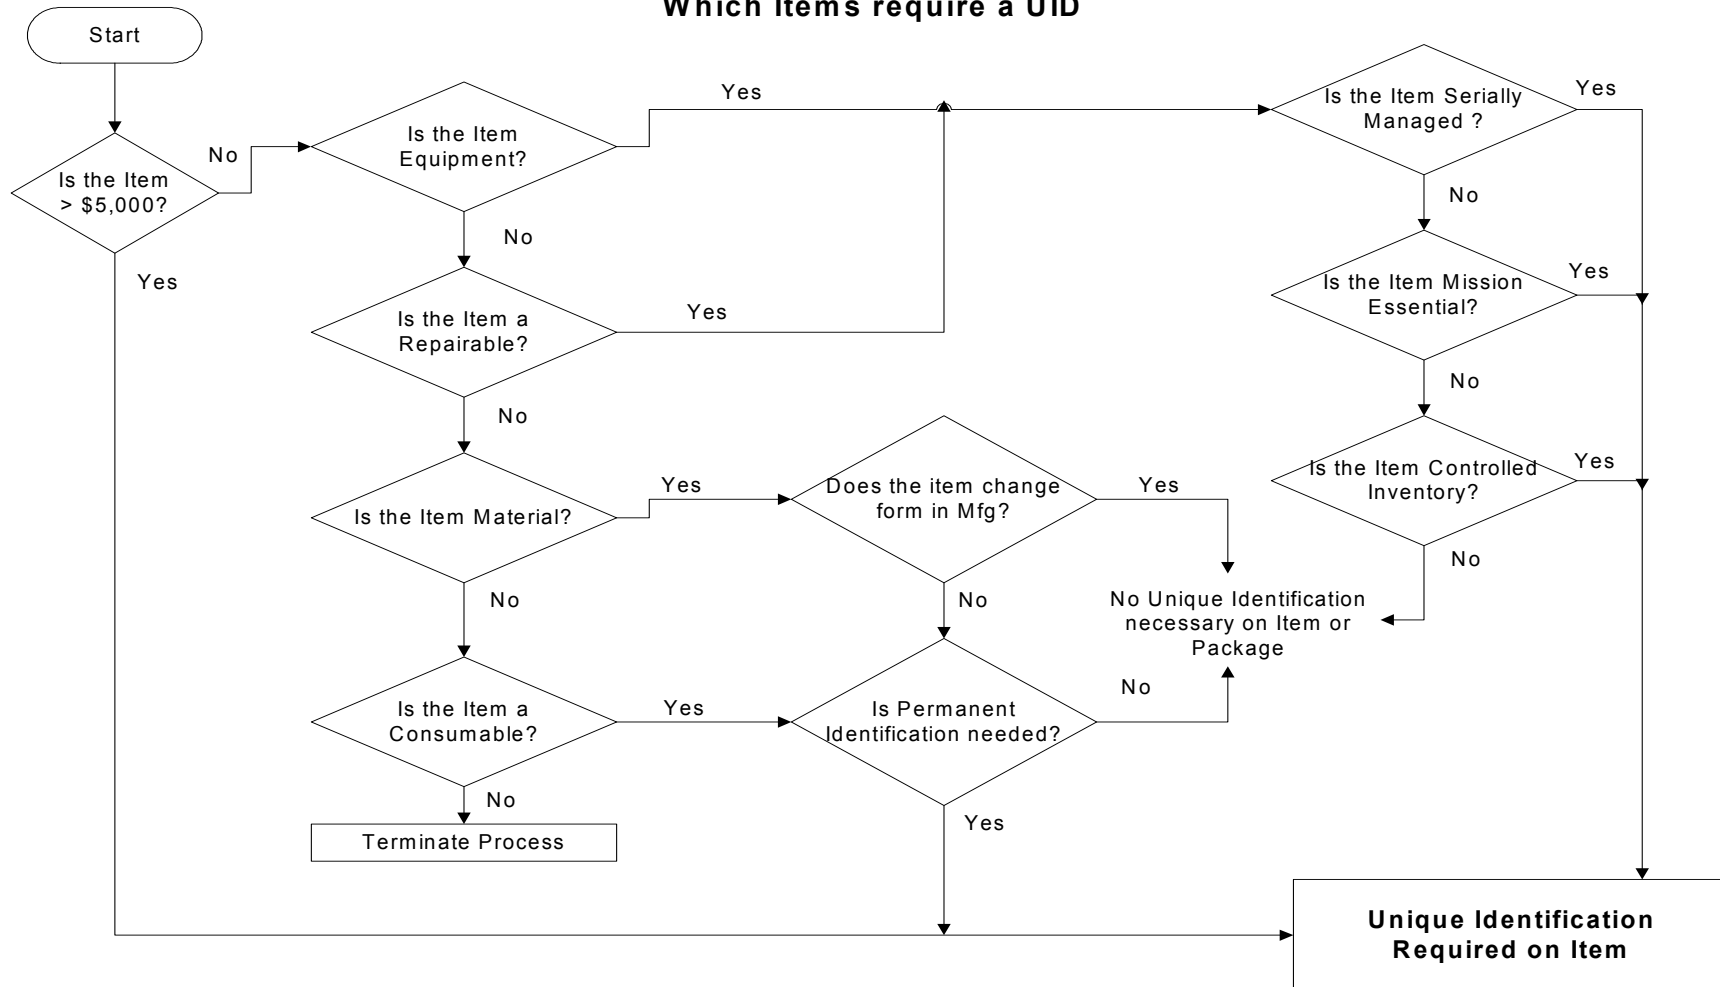 Which Items require a UID
Start
Is the Item
> $5,000?
No
Yes
Is the Item
Equipment?
Yes
No
Is the Item a
Repairable?
Yes
No
Is the Item Material?
Yes
No
Is the Item a
Consumable?
Yes
No
Terminate Process
Does the item change
form in Mfg?
Yes
No
Is Permanent
Identification needed?
No
Yes
No Unique Identification
necessary on Item or
Package
Is the Item Serially
Managed ?
Yes
No
Is the Item Mission
Essential?
Yes
No
Is the Item Controlled
Inventory?
Yes
No
Unique Identification
Required on Item